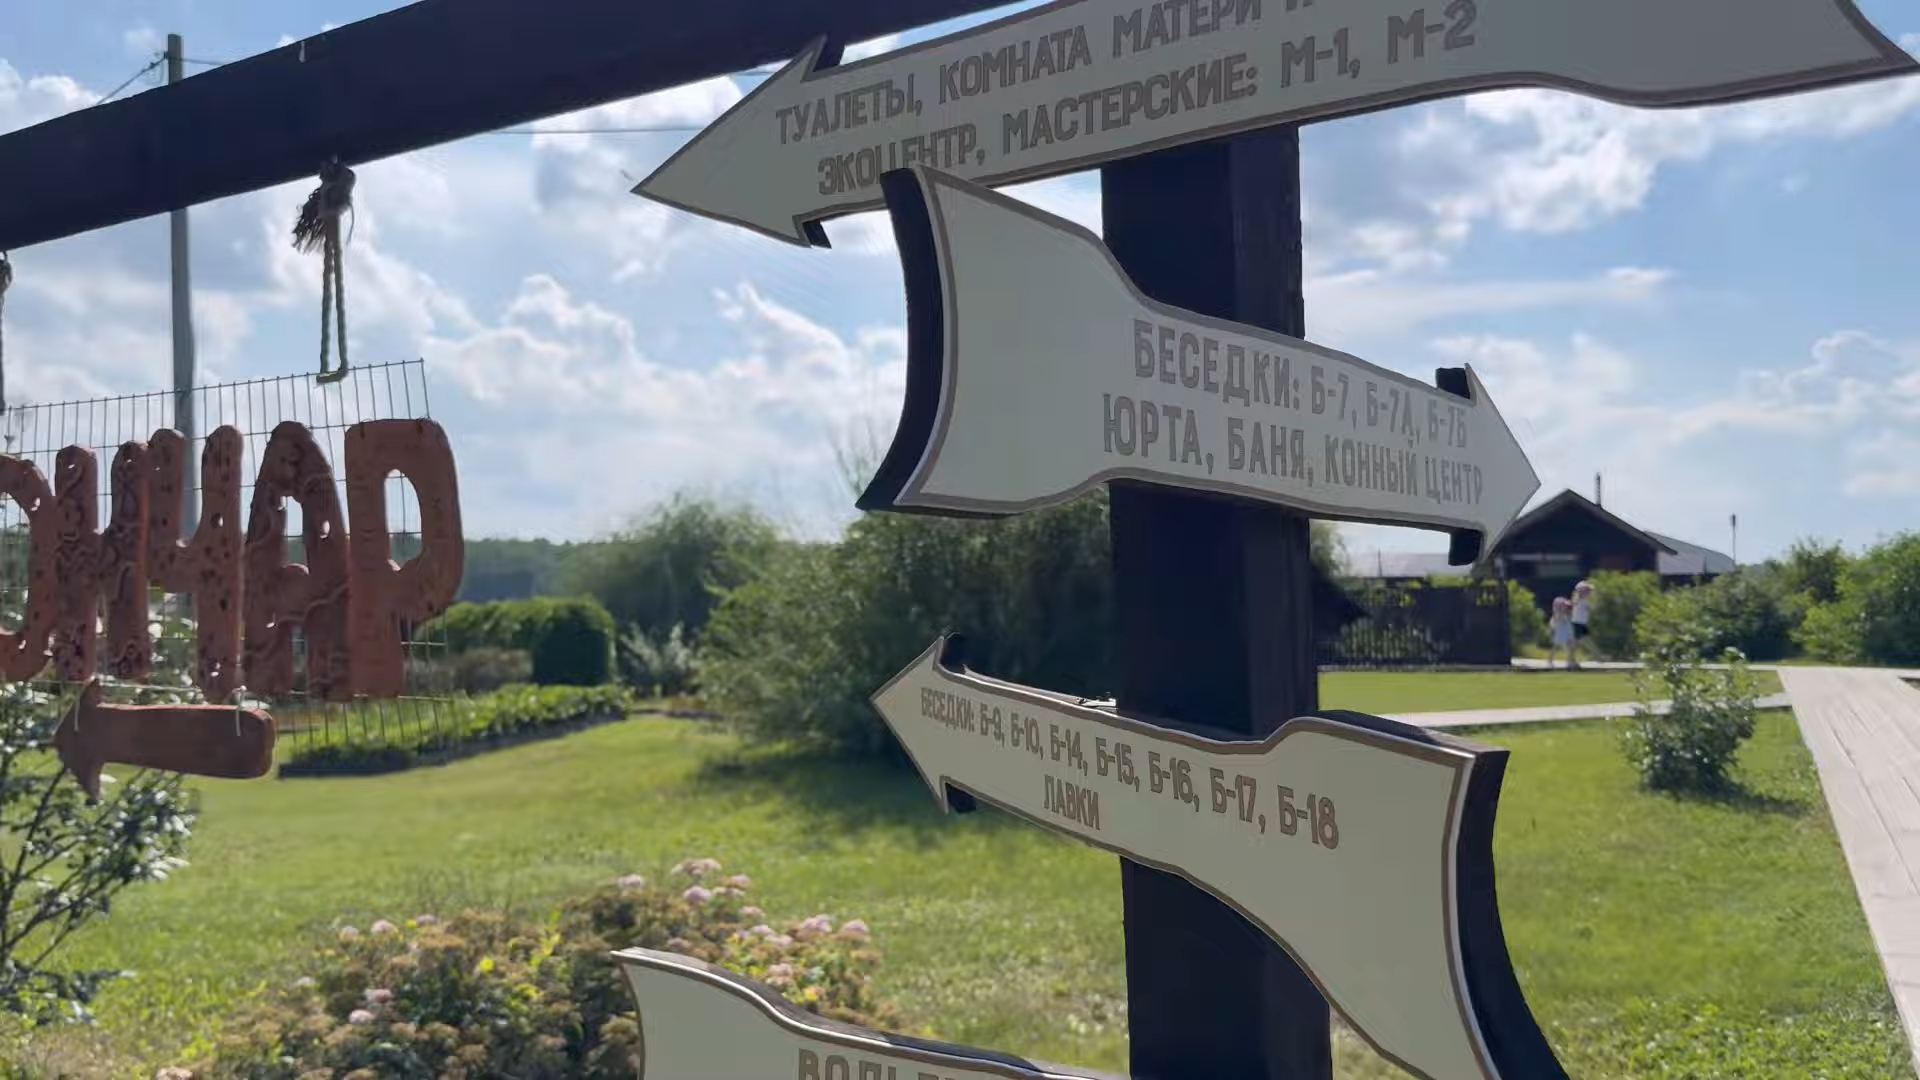 ТУАЛЕТЫ, КОМНАТА МАТЕРИ И
ЭКОЦЕНТР, МАСТЕРСКИЕ: М-1, М-2
БЕСЕДКИ: Б-7, Б-7А, Б-7Б
ЮРТА, БАНЯ, КОННЫЙ ЦЕНТР
БЕСЕДКИ: Б-9, Б-10, Б-14, Б-15, Б-16, Б-17, Б-18
ЛАВКИ